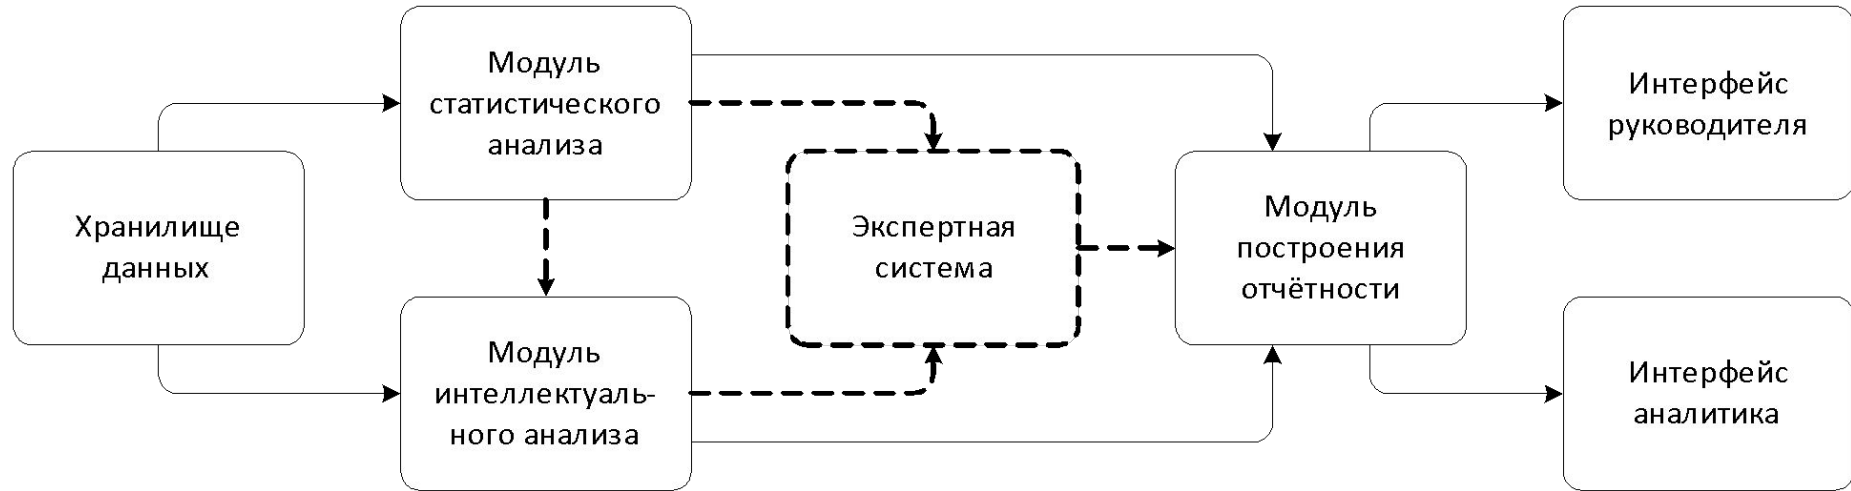 Модуль
статистического
анализа
Интерфейс
руководителя
Хранилище
данных
Экспертная
система
Модуль
построения
отчётности
Модуль
интеллектуаль-
ного анализа
Интерфейс
аналитика